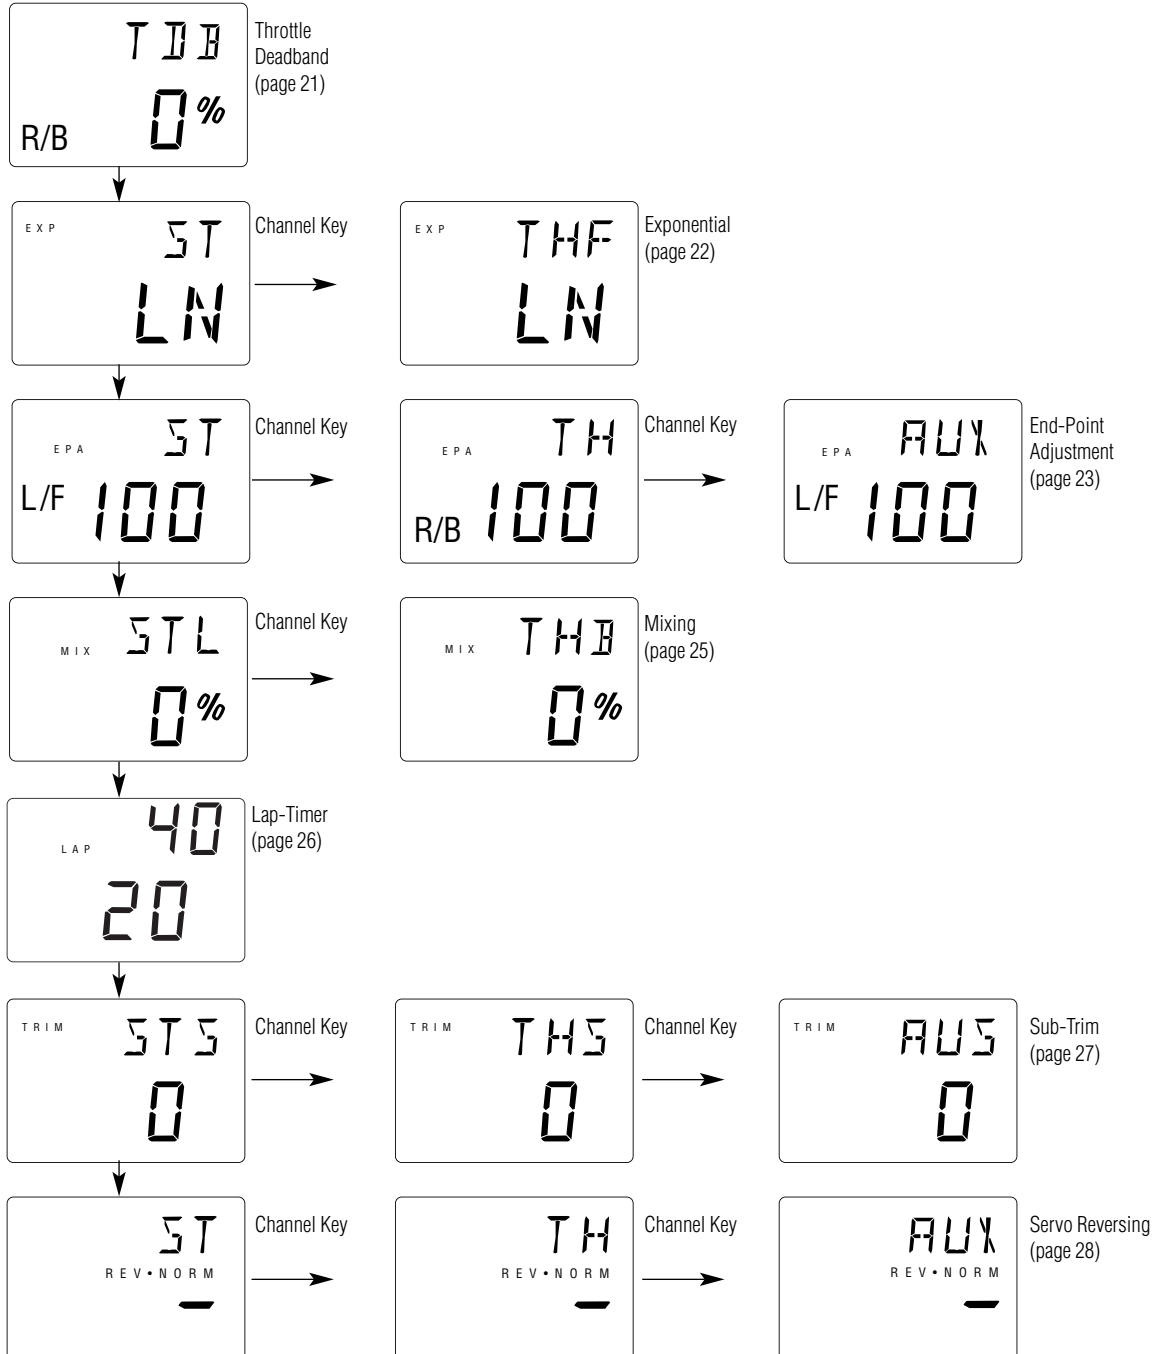 TDB
0%
R/B
Throttle
Deadband
(page 21)
EXP
ST
LN
Channel Key
EXP
THF
LN
Exponential
(page 22)
EPA
ST
L/F 100
Channel Key
EPA
TH
R/B 100
Channel Key
EPA
AUX
L/F 100
End-Point
Adjustment
(page 23)
MIX
STL
0%
Channel Key
MIX
THB
0%
Mixing
(page 25)
40
LAP
20
Lap-Timer
(page 26)
TRIM
STS
0
Channel Key
TRIM
THS
0
Channel Key
TRIM
AUS
0
Sub-Trim
(page 27)
ST
REV•NORM
Channel Key
TH
REV•NORM
Channel Key
AUX
REV•NORM
Servo Reversing
(page 28)